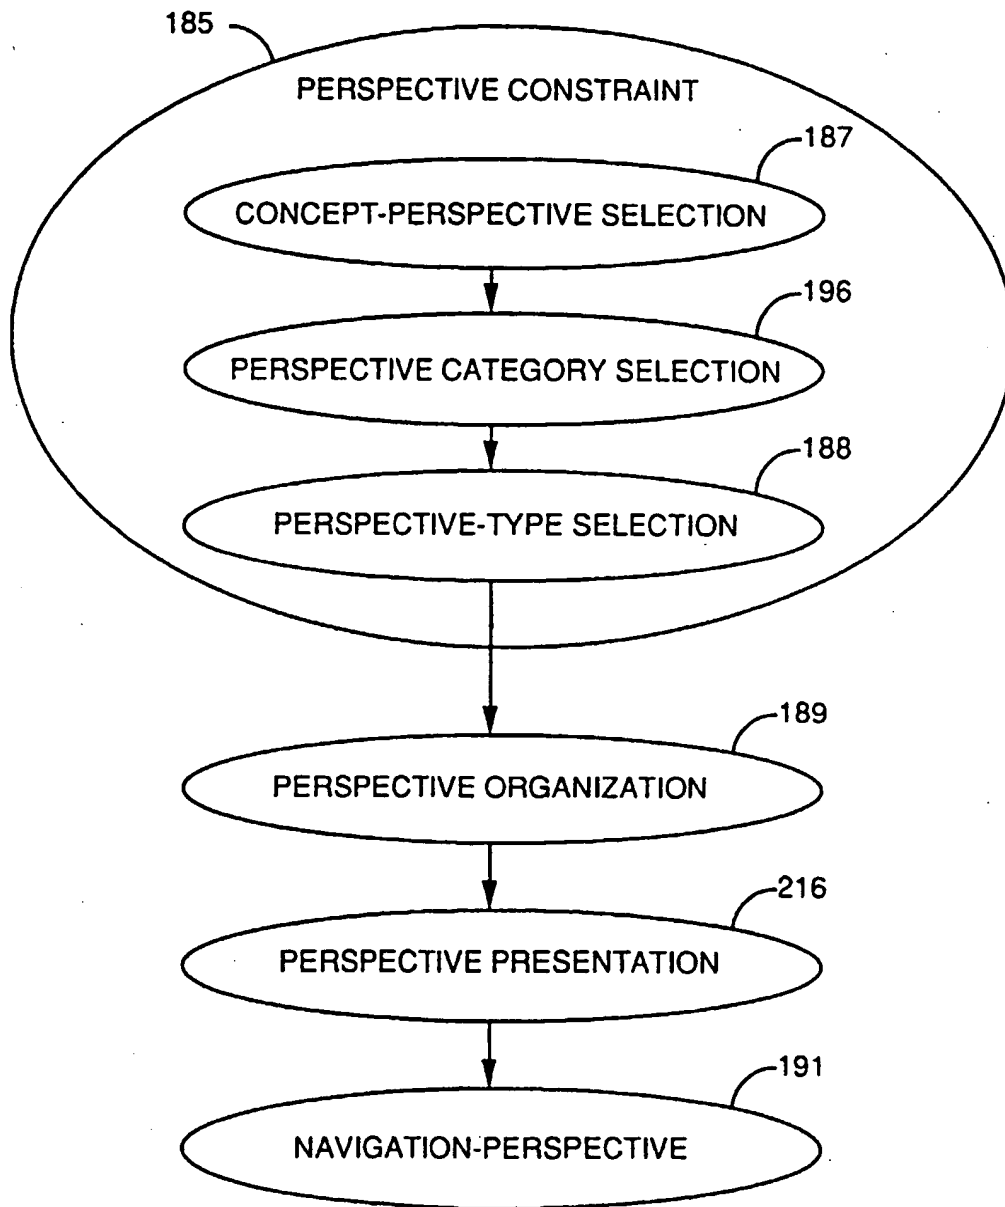 185
PERSPECTIVE CONSTRAINT
187
CONCEPT-PERSPECTIVE SELECTION
196
PERSPECTIVE CATEGORY SELECTION
188
PERSPECTIVE-TYPE SELECTION
189
PERSPECTIVE ORGANIZATION
216
PERSPECTIVE PRESENTATION
191
NAVIGATION-PERSPECTIVE